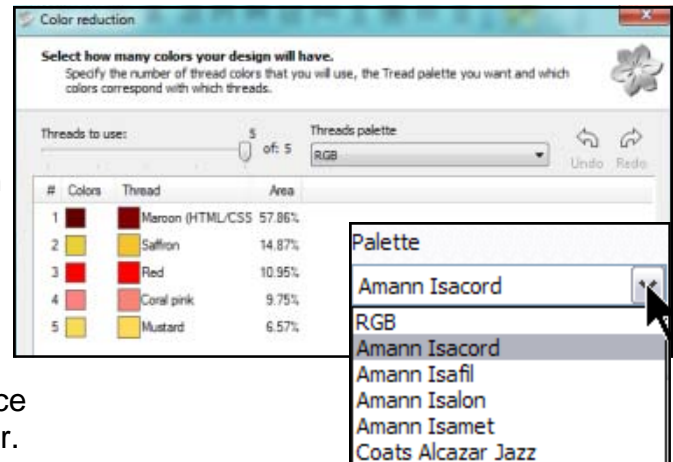 Color reduction
Select how many colors your design will have.
Specify the number of thread colors that you will use, the Tread palette you want and which
colors correspond with which threads.
Threads to use:
5 of: 5
Threads palette
RGB
Undo Redo
# Colors Thread Area
1 Maroon (HTML/CSS 57.86%
2 Saffron 14.87%
3 Red 10.95%
4 Coral pink 9.75%
5 Mustard 6.57%
Palette
Amann Isacord
RGB
Amann Isacord
Amann Isafil
Amann Isalon
Amann Isamet
Coats Alcazar Jazz
ce
r.